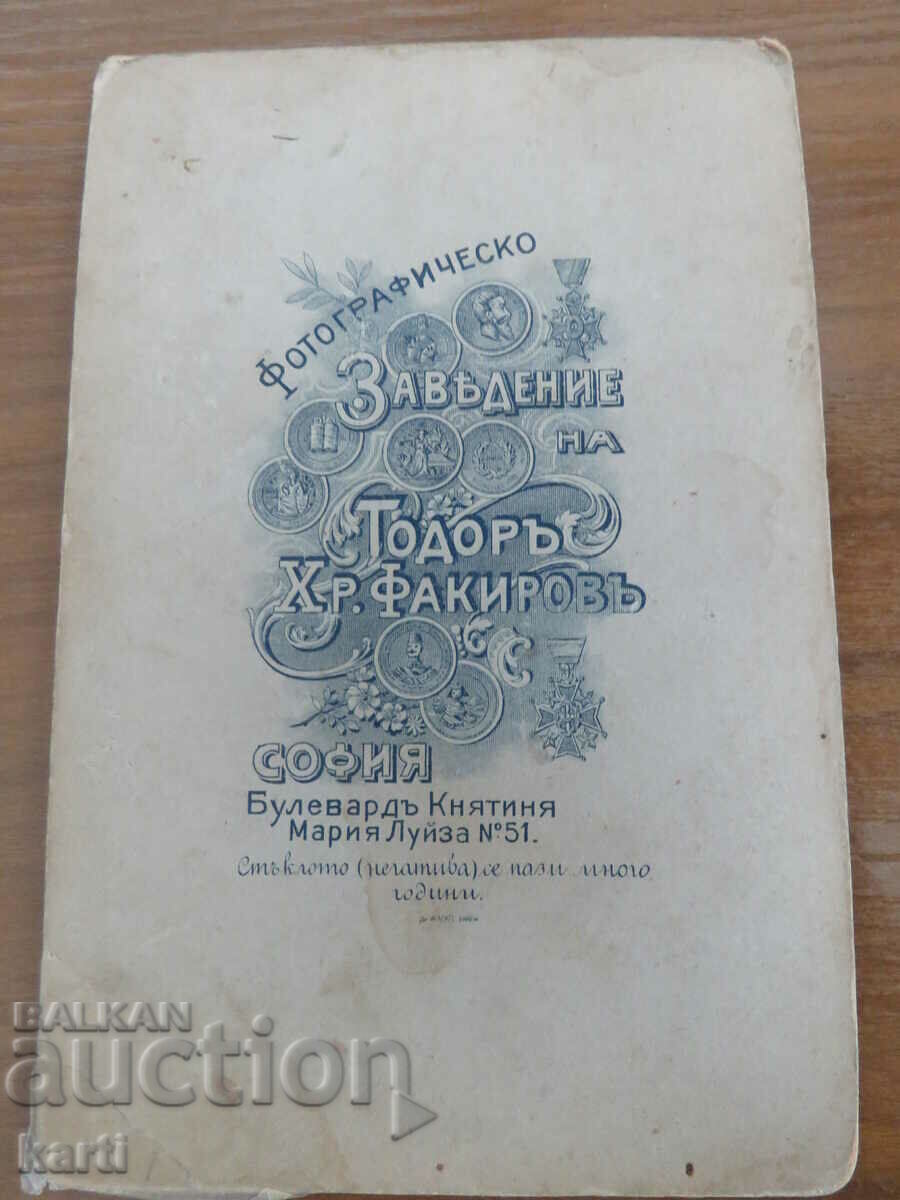 Фотографическо
Заведение
на
Тодоръ
Хр. Факировъ
София
Булевардъ Княтиня
Мария Луйза №51.
Стъклото (негатива) се пази много
години.
BALKAN
auction
karti